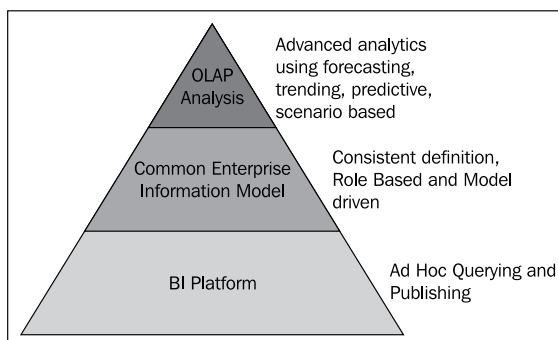 OLAP
Analysis
Advanced analytics
using forecasting,
trending, predictive,
scenario based
Common Enterprise
Information Model
Consistent definition,
Role Based and Model
driven
BI Platform
Ad Hoc Querying and
Publishing